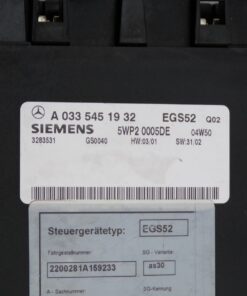 A 033 545 19 32 EGS52 Q02
SIEMENS 5WP2 0005DE 04W50
3283531 GS0040 HW:03/01 SW:31/02
Steuergerätetyp: EGS52
Fahrgestellnummer: SG - Variante
2200281A159233 as30
A - Sachnummer: SG-Kennung